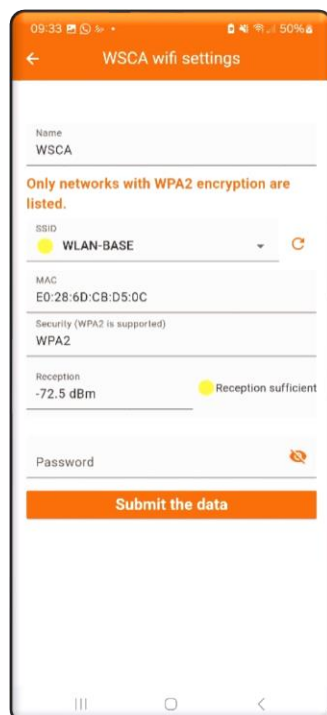 09:33
50%
WSCA wifi settings
Name
WSCA
Only networks with WPA2 encryption are
listed.
SSID
WLAN-BASE
MAC
E0:28:6D:CB:D5:0C
Security (WPA2 is supported)
WPA2
Reception
-72.5 dBm
Reception sufficient
Password
Submit the data